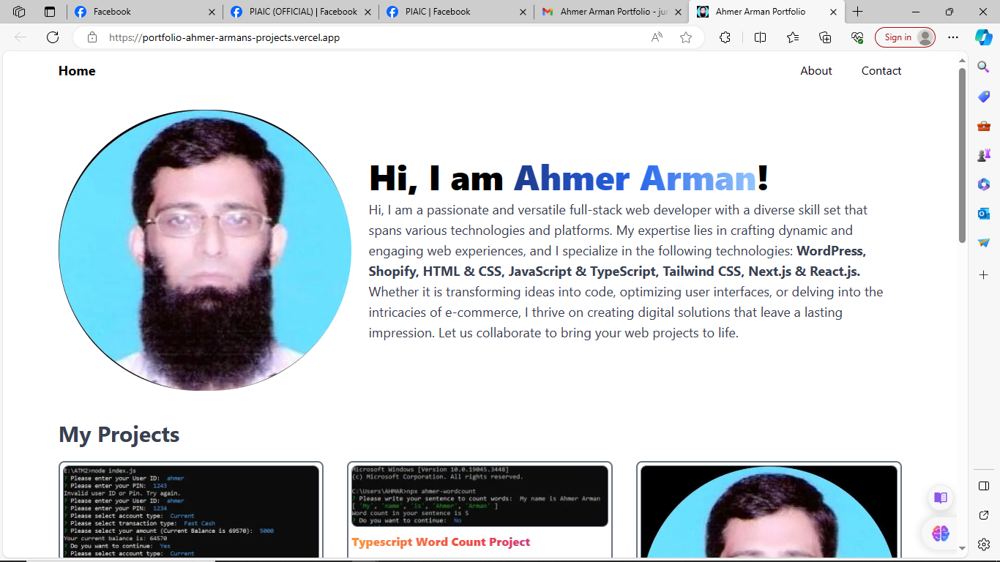 Facebook
PIAIC (OFFICIAL) | Facebook
PIAIC | Facebook
Ahmer Arman Portfolio - jur
Ahmer Arman Portfolio
https://portfolio-ahmer-armans-projects.vercel.app
Sign in
Home
About
Contact
Hi, I am Ahmer Arman!
Hi, I am a passionate and versatile full-stack web developer with a diverse skill set that
spans various technologies and platforms. My expertise lies in crafting dynamic and
engaging web experiences, and I specialize in the following technologies: WordPress,
Shopify, HTML & CSS, JavaScript & TypeScript, Tailwind CSS, Next.js & React.js.
Whether it is transforming ideas into code, optimizing user interfaces, or delving into the
intricacies of e-commerce, I thrive on creating digital solutions that leave a lasting
impression. Let us collaborate to bring your web projects to life.
My Projects
E:\ATM2>node index.js
? Please enter your User ID: ahmer
? Please enter your PIN: 1243
Invalid user ID or Pin. Try again.
? Please enter your User ID: ahmer
? Please enter your PIN: 1234
? Please select account type: Current
? Please select transaction type: Fast Cash
? Please select your amount (Current Balance is 69570): 5000
Your current balance is: 64570
? Do you want to continue: Yes
? Please select account type: Current
Microsoft Windows [Version 10.0.19045.3448]
(c) Microsoft Corporation. All rights reserved.
C:\Users\AHMAR>npx ahmer-wordcount
? Please write your sentence to count words: My name is Ahmer Arman
[ 'My', 'name', 'is', 'Ahmer', 'Arman' ]
Word count in your sentence is 5
? Do you want to continue: No
Typescript Word Count Project